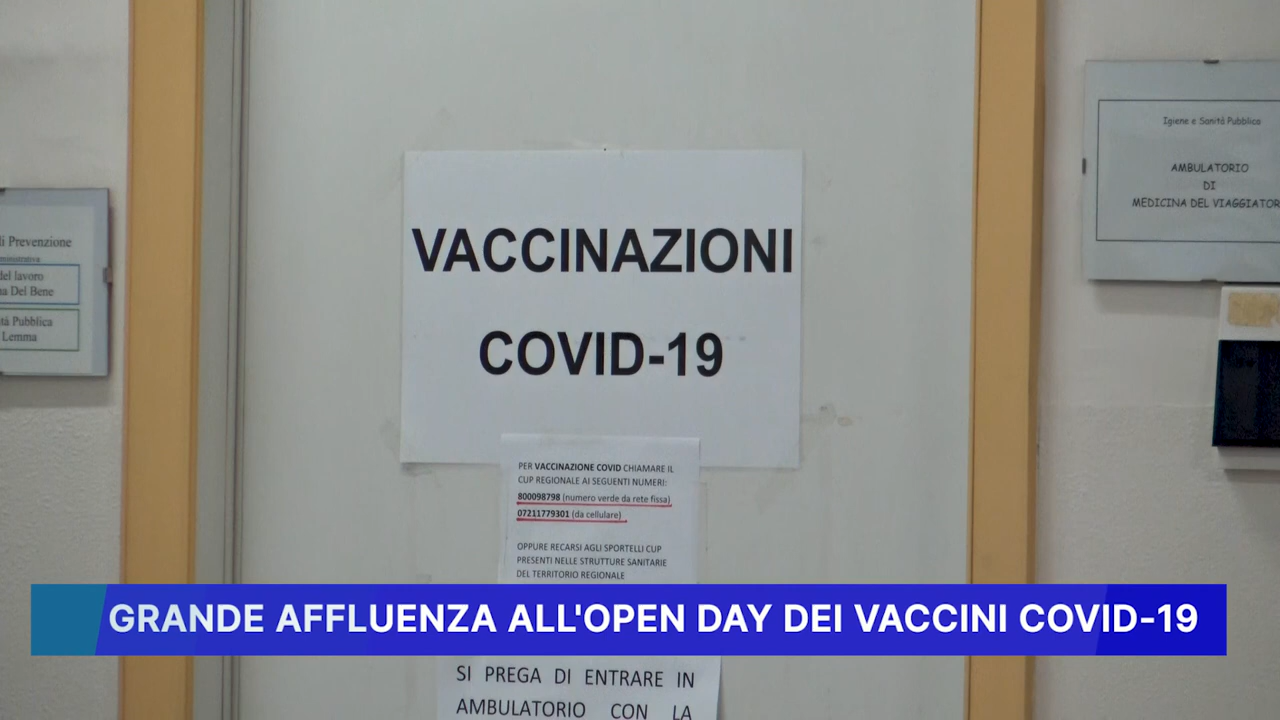 di Prevenzione
del lavoro
Del Bene
Pubblica
Lemma
VACCINAZIONI
COVID-19
Igiene e Sanità Pubblica
AMBULATORIO
DI
MEDICINA DEL VIAGGIATOR
PER VACCINAZIONE COVID CHIAMARE IL
CUP REGIONALE AI SEGUENTI NUMERI:
800098798 (numero verde da rete fissa)
07211779301 (da cellulare)
OPPURE RECARSI AGLI SPORTELLI CUP
PRESENTI NELLE STRUTTURE SANITARIE
DEL TERRITORIO REGIONALE
GRANDE AFFLUENZA ALL'OPEN DAY DEI VACCINI COVID-19
SI PREGA DI ENTRARE IN
AMBULATORIO CON LA